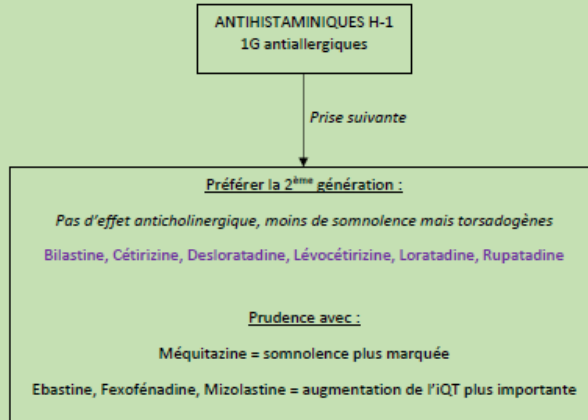 ANTIHISTAMINIQUES H-1
1G antiallergiques
Prise suivante
Préférer la 2ème génération :
Pas d'effet anticholinergique, moins de somnolence mais torsadogènes
Bilastine, Cétirizine, Desloratadine, Lévocétirizine, Loratadine, Rupatadine
Prudence avec :
Méquitazine = somnolence plus marquée
Ebastine, Fexofénadine, Mizolastine = augmentation de l'iQT plus importante